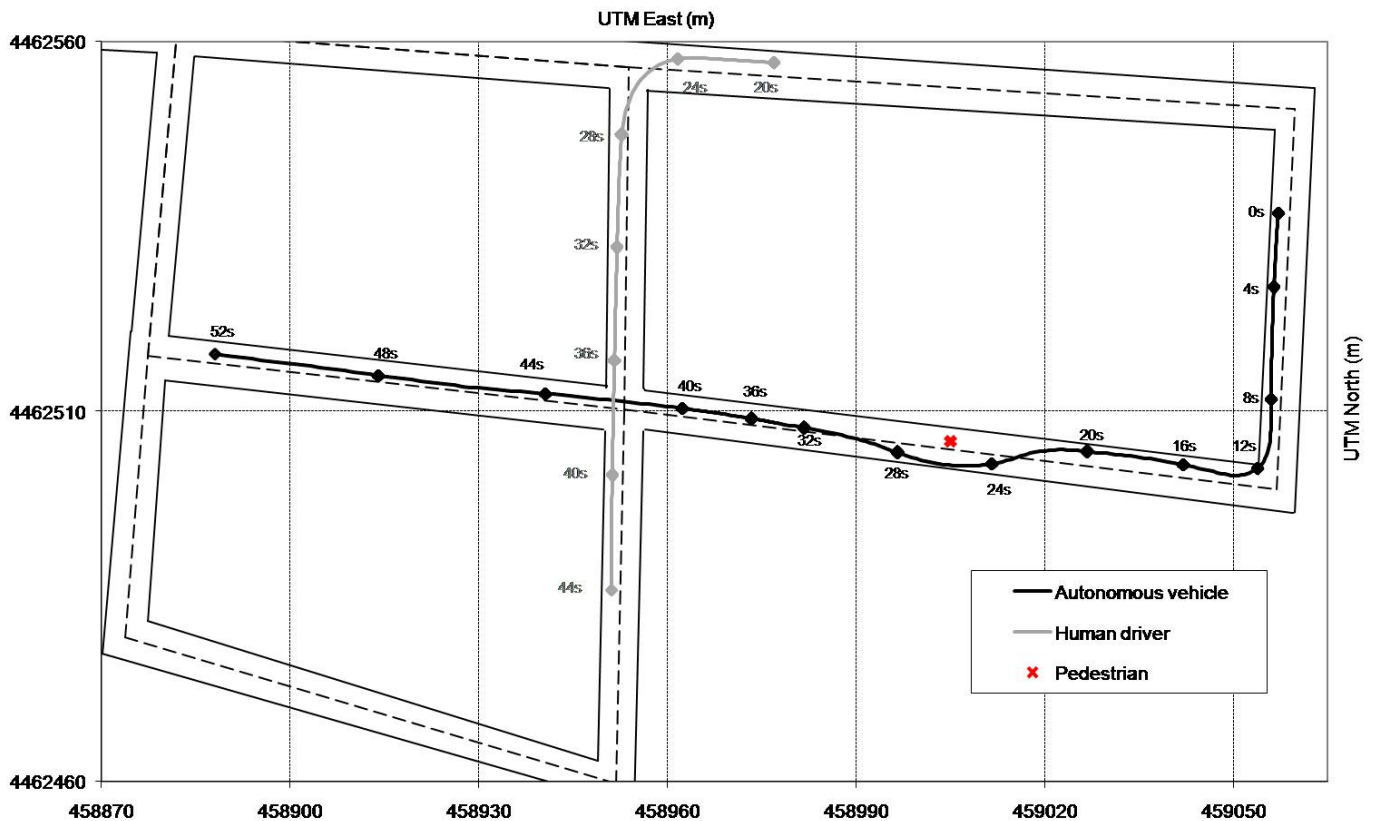 UTM East (m)
4462560
24s
20s
28s
0s
32s
4s
UTM North (m)
52s
48s
36s
44s
40s
36s
8s
4462510
32s
20s
16s
12s
28s
24s
40s
44s
Autonomous vehicle
Human driver
Pedestrian
4462460
458870
458900
458930
458960
458990
459020
459050